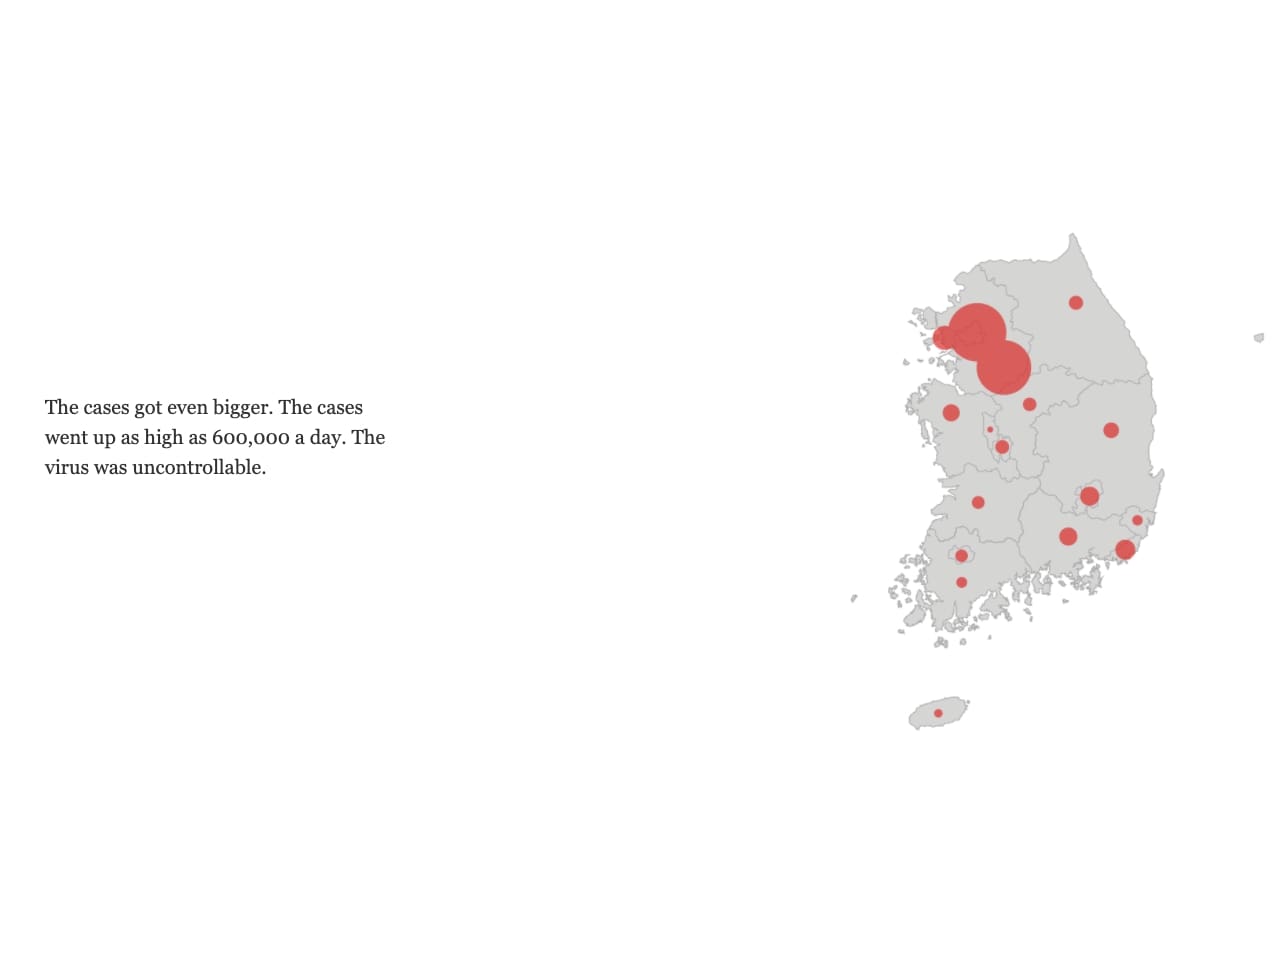 The cases got even bigger. The cases
went up as high as 600,000 a day. The
virus was uncontrollable.